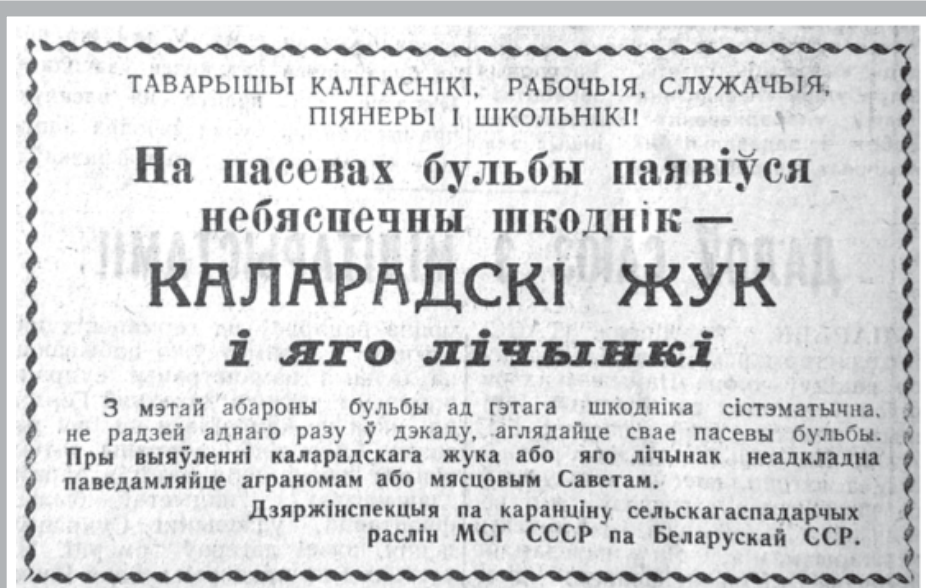 ТАВАРЫШЫ КАЛГАСНІКІ, РАБОЧЫЯ, СЛУЖАЧЫЯ,
ПІЯНЕРЫ І ШКОЛЬНІКІ!
На пасевах бульбы паявіўся
небяспечны шкоднік —
КАЛАРАДСКІ ЖУК
і яго лічынкі
З мэтай абароны бульбы ад гэтага шкодніка сістэматычна,
не радзей аднаго разу ў дэкаду, аглядайце свае пасевы бульбы.
Пры выяўленні каларадскага жука або яго лічынак неадкладна
паведамляйце аграномам або мясцовым Саветам.
Дзяржінспекцыя па каранціну сельскагаспадарчых
раслін МСГ СССР па Беларускай ССР.